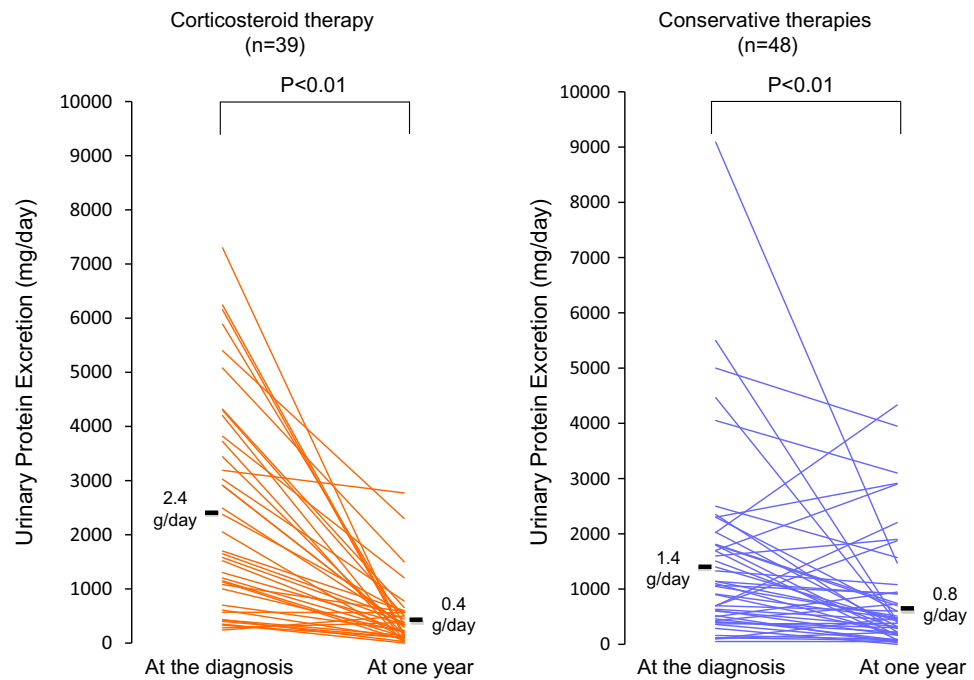 Corticosteroid therapy
(n=39)
P<0.01
Urinary Protein Excretion (mg/day)
10000
9000
8000
7000
6000
5000
4000
3000
2000
1000
0
2.4
g/day
0.4
g/day
At the diagnosis
At one year
Conservative therapies
(n=48)
P<0.01
Urinary Protein Excretion (mg/day)
10000
9000
8000
7000
6000
5000
4000
3000
2000
1000
0
1.4
g/day
0.8
g/day
At the diagnosis
At one year